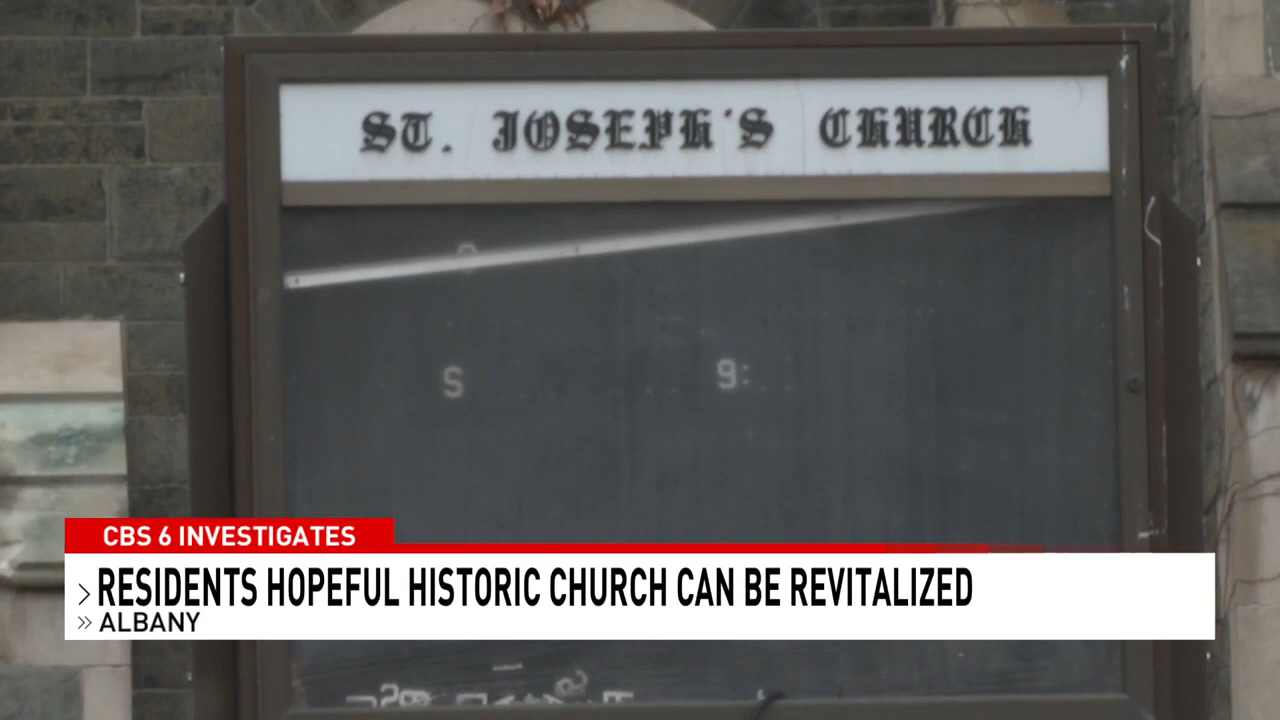 ST. JOSEPH'S CHURCH
S 9:
CBS 6 INVESTIGATES
RESIDENTS HOPEFUL HISTORIC CHURCH CAN BE REVITALIZED
ALBANY